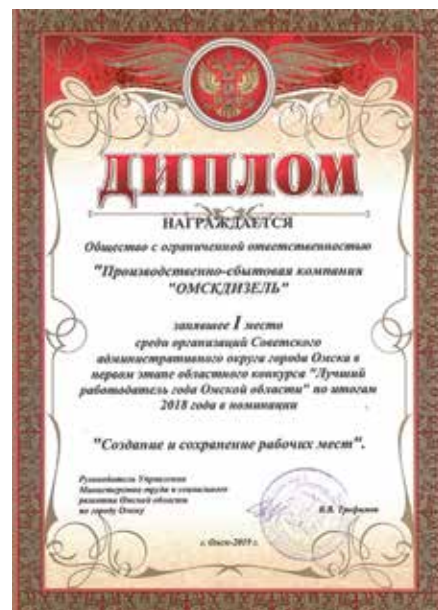 ДИПЛОМ
НАГРАЖДАЕТСЯ
Общество с ограниченной ответственностью
"Производственно-сбытовая компания
"ОМСКДИЗЕЛЬ"
занявшее I место
среди организаций Советского
административного округа города Омска в
первом этапе областного конкурса "Лучший
работодатель года Омской области" по итогам
2018 года в номинации
"Создание и сохранение рабочих мест".
Руководитель Управления
Министерства труда и социального
развития Омской области
по городу Омску
В.В. Трофимов
г. Омск-2019 г.